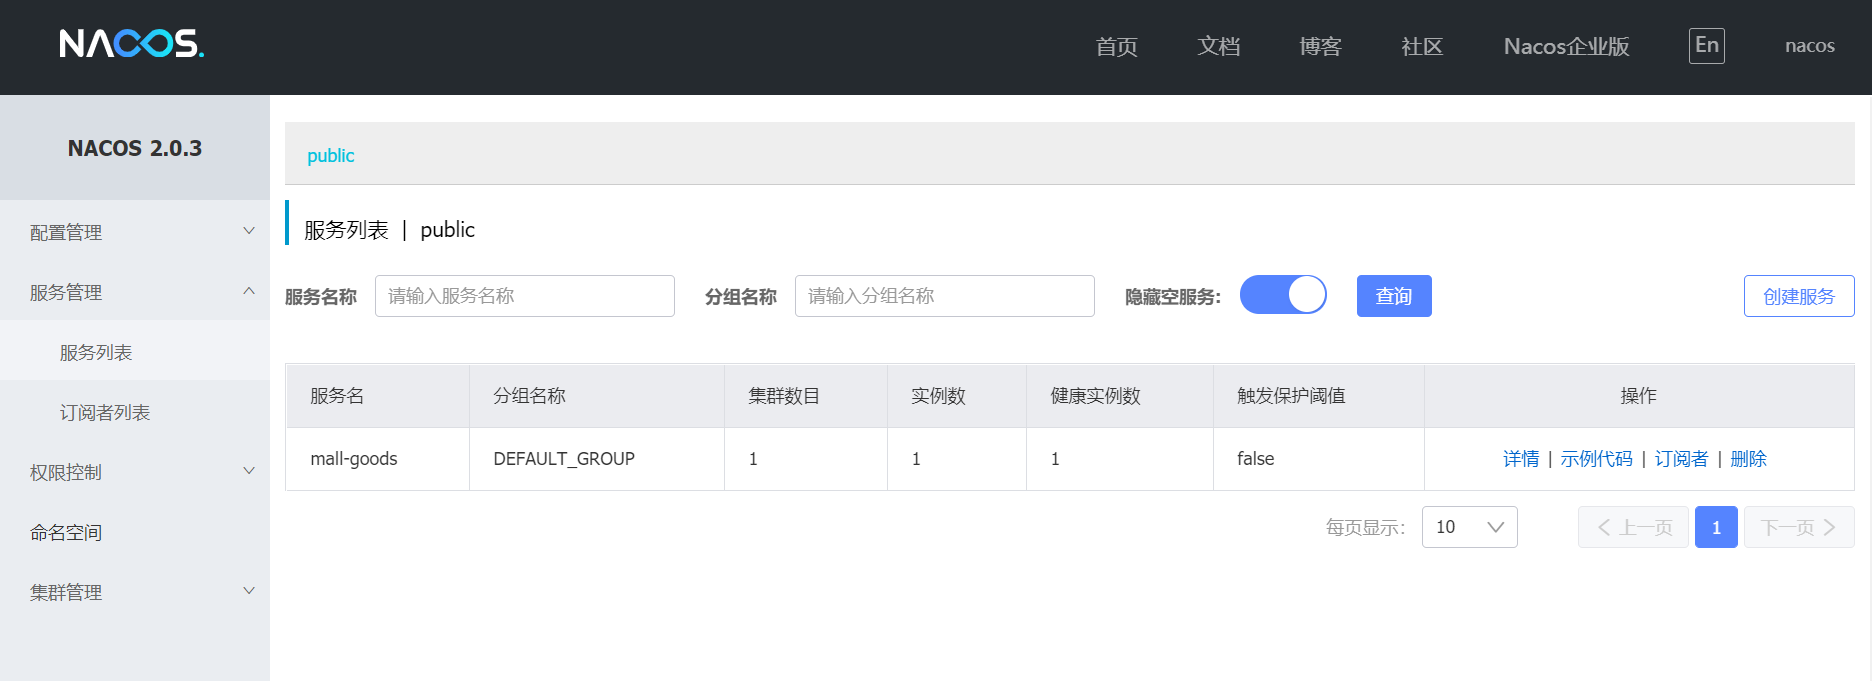 NACOS.
首页 文档 博客 社区 Nacos企业版 En nacos
NACOS 2.0.3
配置管理
服务管理
服务列表
订阅者列表
权限控制
命名空间
集群管理
public
服务列表 | public
服务名称 请输入服务名称 分组名称 请输入分组名称 隐藏空服务: 查询 创建服务
服务名 分组名称 集群数目 实例数 健康实例数 触发保护阈值 操作
mall-goods DEFAULT_GROUP 1 1 1 false 详情 | 示例代码 | 订阅者 | 删除
每页显示: 10 上一页 1 下一页